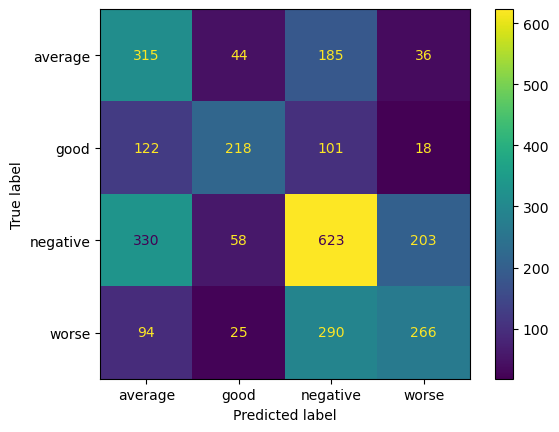 True label
average 315 44 185 36
good 122 218 101 18
negative 330 58 623 203
worse 94 25 290 266
average good negative worse
Predicted label
600
500
400
300
200
100